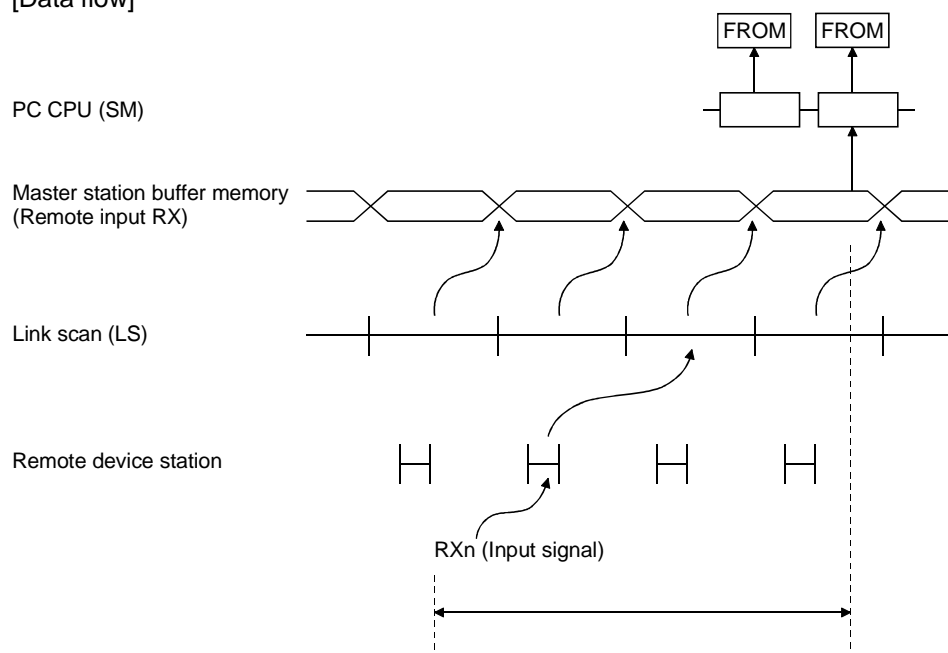 [Data flow]
FROM FROM
PC CPU (SM)
Master station buffer memory
(Remote input RX)
Link scan (LS)
Remote device station
RXn (Input signal)